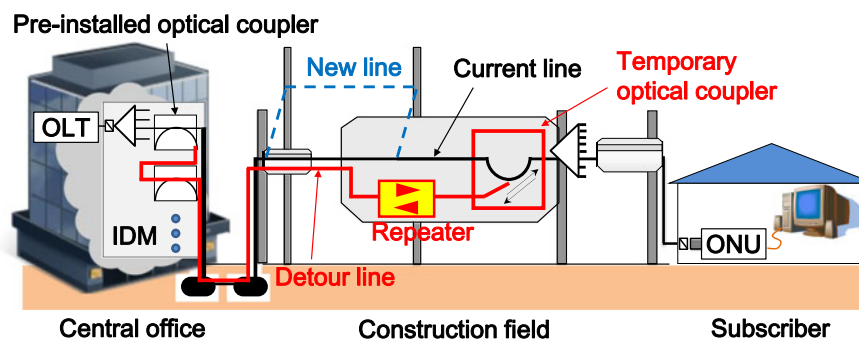 Pre-installed optical coupler
OLT
IDM
New line
Current line
Temporary
optical coupler
Repeater
Detour line
ONU
Central office
Construction field
Subscriber